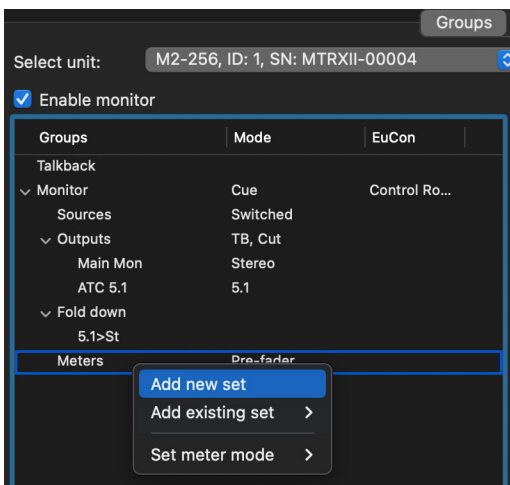 Groups
Select unit: M2-256, ID: 1, SN: MTRXII-00004
Enable monitor
Groups Mode EuCon
Talkback
Monitor Cue Control Ro...
Sources Switched
Outputs TB, Cut
Main Mon Stereo
ATC 5.1 5.1
Fold down
5.1>St
Meters Pre-fader
Add new set
Add existing set
Set meter mode